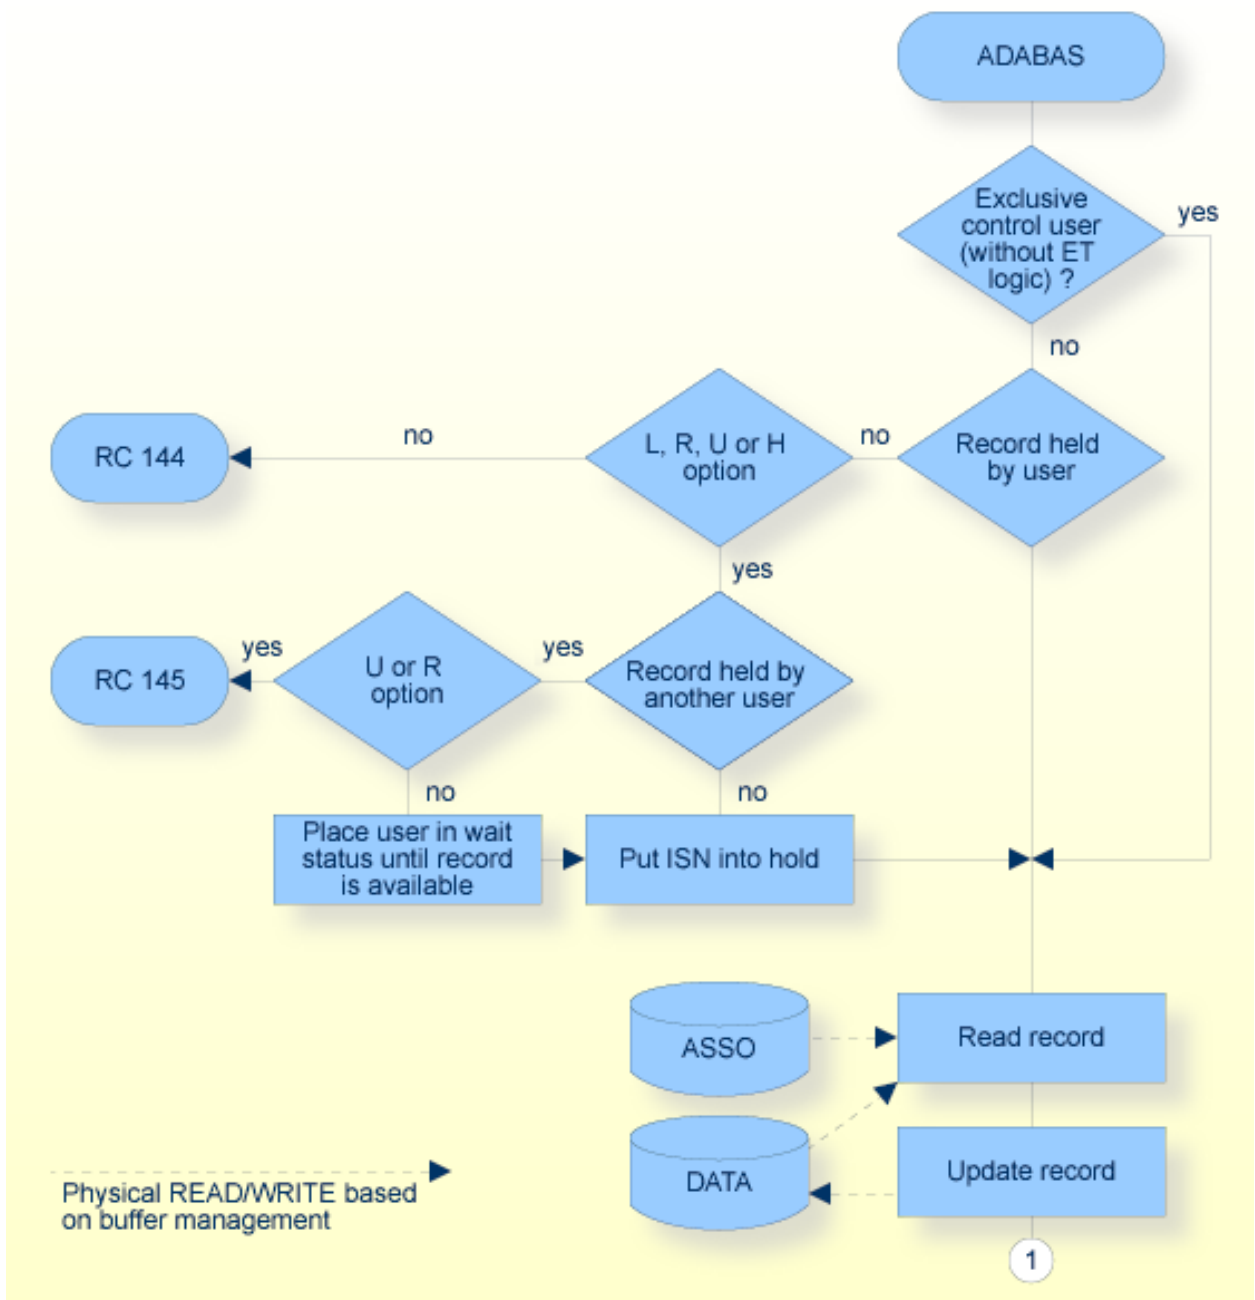 ADABAS
Exclusive
control user
(without ET
logic) ?
yes
no
RC 144
no
L, R, U or H
option
no
Record held
by user
yes
RC 145
yes
U or R
option
yes
Record held by
another user
no
no
Place user in wait
status until record
is available
Put ISN into hold
ASSO
Read record
DATA
Update record
Physical READ/WRITE based
on buffer management
1